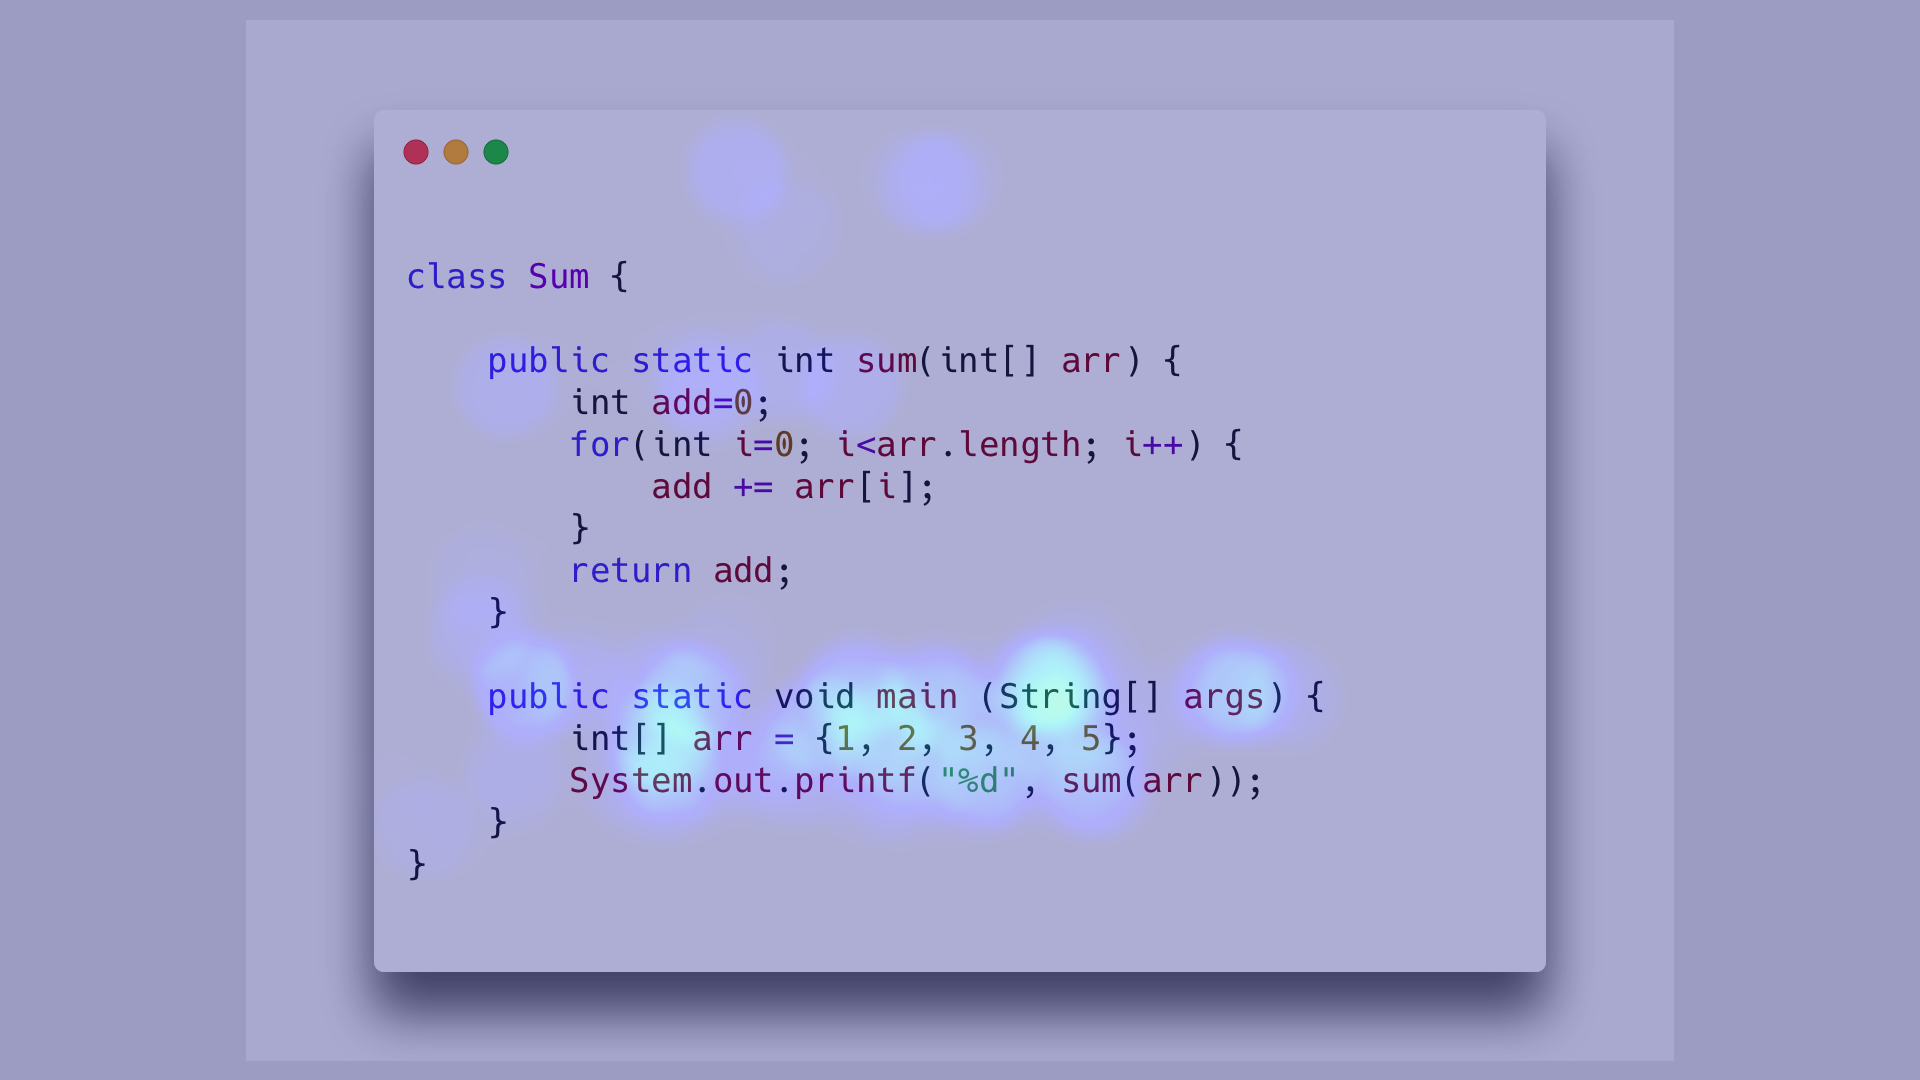 class Sum {
public static int sum(int[] arr) {
int add=0;
for(int i=0; i<arr.length; i++) {
add += arr[i];
}
return add;
}
public static void main (String[] args) {
int[] arr = {1, 2, 3, 4, 5};
System.out.printf("%d", sum(arr));
}
}